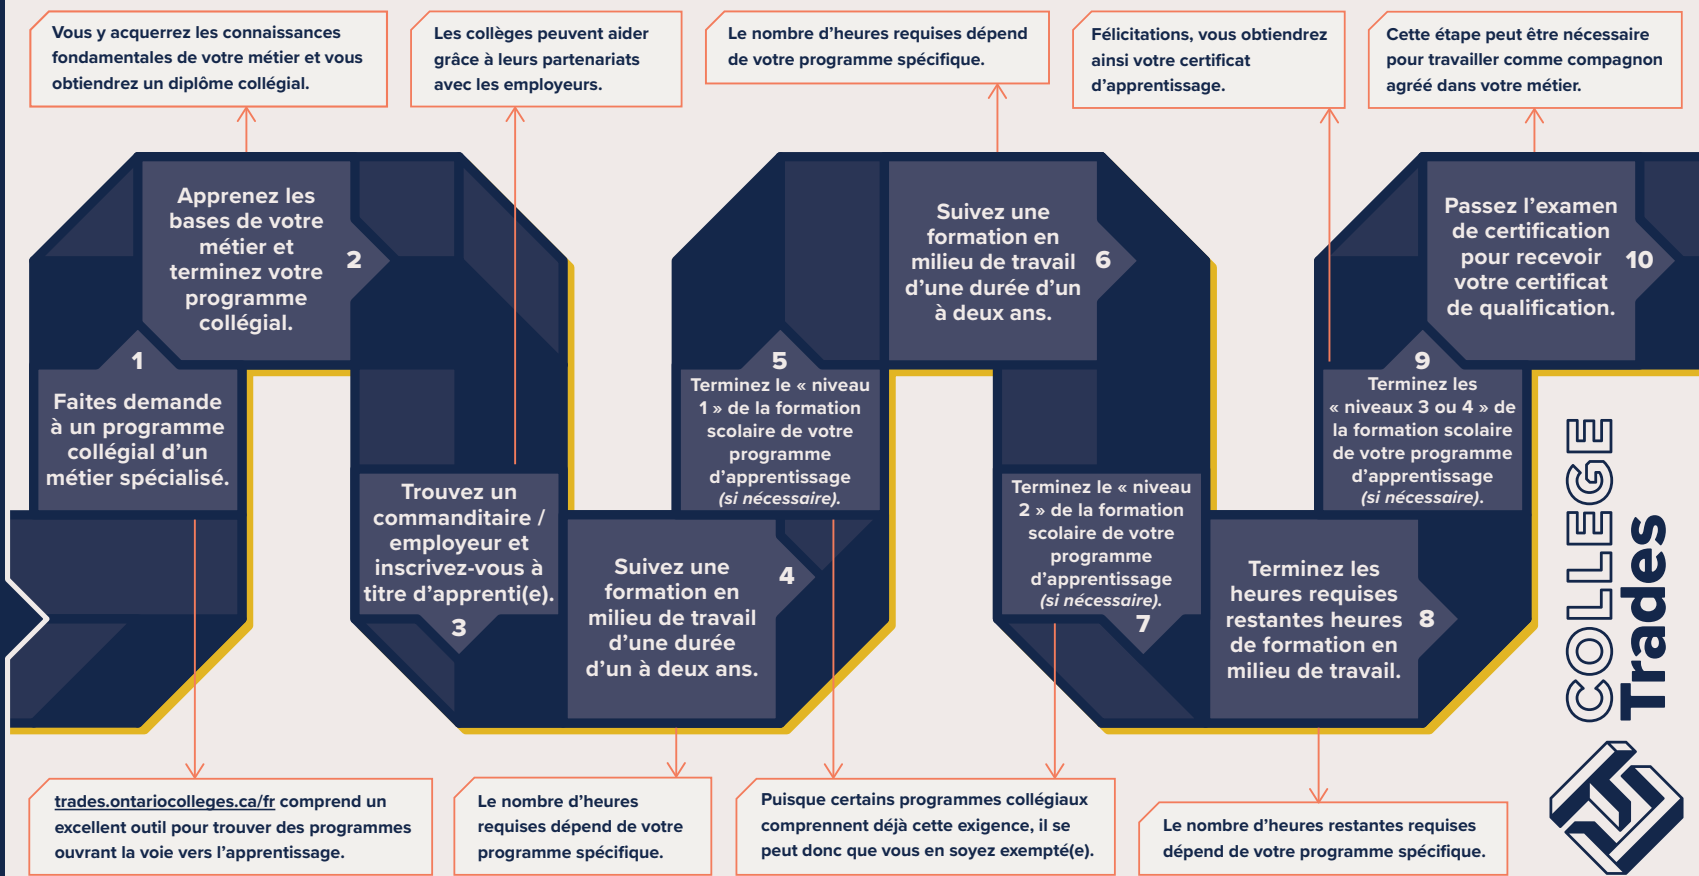 Vous y acquerrez les connaissances
fondamentales de votre métier et vous
obtiendrez un diplôme collégial.
Les collèges peuvent aider
grâce à leurs partenariats
avec les employeurs.
Le nombre d’heures requises dépend
de votre programme spécifique.
Félicitations, vous obtiendrez
ainsi votre certificat
d’apprentissage.
Cette étape peut être nécessaire
pour travailler comme compagnon
agréé dans votre métier.
1
Faites demande
à un programme
collégial d’un
métier spécialisé.
Apprenez les
bases de votre
métier et
terminez votre
programme
collégial.
2
Trouvez un
commanditaire /
employeur et
inscrivez-vous à
titre d’apprenti(e).
3
Suivez une
formation en
milieu de travail
d’une durée
d’un à deux ans.
4
5
Terminez le « niveau
1 » de la formation
scolaire de votre
programme
d’apprentissage
(si nécessaire).
Suivez une
formation en
milieu de travail
d’une durée d’un
à deux ans.
6
Terminez le « niveau
2 » de la formation
scolaire de votre
programme
d’apprentissage
(si nécessaire).
7
Terminez les
heures requises
restantes heures
de formation en
milieu de travail.
8
9
Terminez les
« niveaux 3 ou 4 » de
la formation scolaire
de votre programme
d’apprentissage
(si nécessaire).
Passez l’examen
de certification
pour recevoir
votre certificat
de qualification.
10
COLLEGE
Trades
trades.ontariocolleges.ca/fr comprend un
excellent outil pour trouver des programmes
ouvrant la voie vers l’apprentissage.
Le nombre d’heures
requises dépend de votre
programme spécifique.
Puisque certains programmes collégiaux
comprennent déjà cette exigence, il se
peut donc que vous en soyez exempté(e).
Le nombre d’heures restantes requises
dépend de votre programme spécifique.